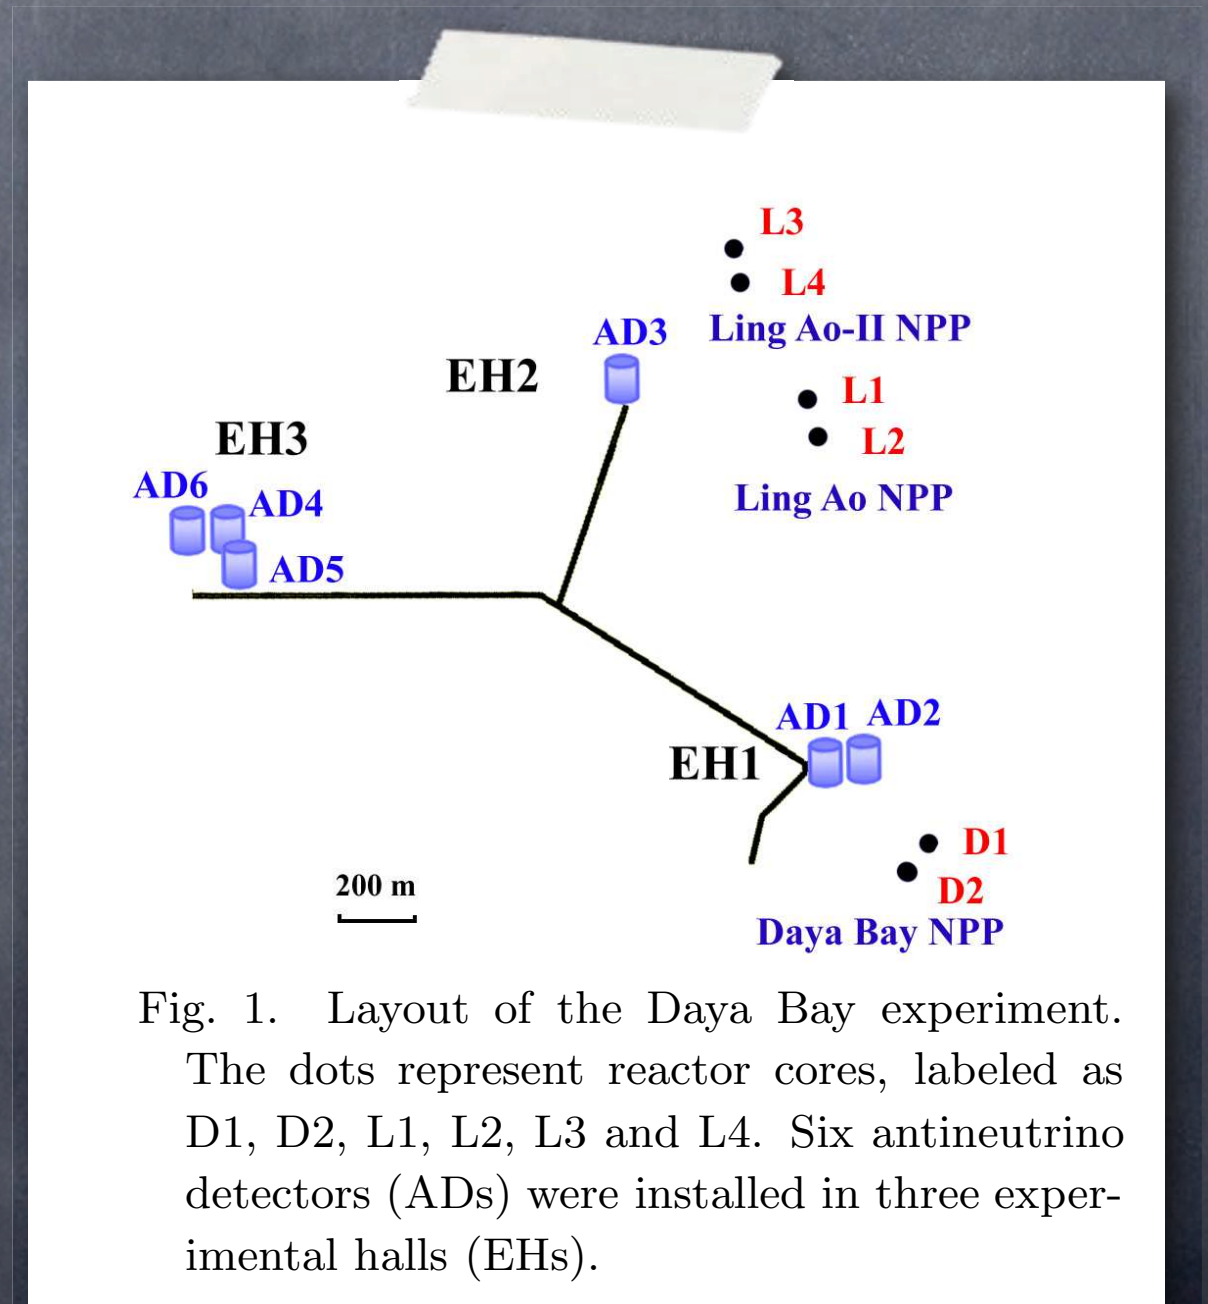 L3
L4
Ling Ao-II NPP
AD3
EH2
L1
L2
EH3
AD6
AD4
Ling Ao NPP
AD5
AD1 AD2
EH1
D1
200 m
D2
Daya Bay NPP
Fig. 1. Layout of the Daya Bay experiment.
The dots represent reactor cores, labeled as
D1, D2, L1, L2, L3 and L4. Six antineutrino
detectors (ADs) were installed in three exper-
imental halls (EHs).